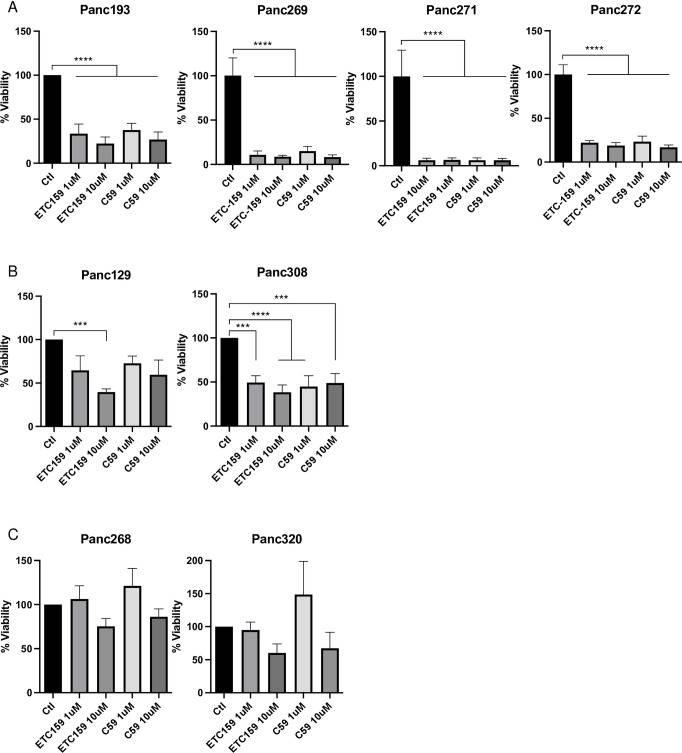 A
Panc193
% Viability
150
100
50
0
****
Ctl
ETC159 1uM
ETC159 10uM
C59 1uM
C59 10uM
Panc269
% Viability
150
100
50
0
****
Ctl
ETC-159 1uM
ETC-159 10uM
C59 1uM
C59 10uM
Panc271
% Viability
150
100
50
0
****
Ctl
ETC159 10uM
ETC159 1uM
C59 1uM
C59 10uM
Panc272
% Viability
150
100
50
0
****
Ctl
ETC-159 1uM
ETC-159 10uM
C59 1uM
C59 10uM
B
Panc129
% Viability
150
100
50
0
***
Ctl
ETC159 1uM
ETC159 10uM
C59 1uM
C59 10uM
Panc308
% Viability
150
100
50
0
***
****
***
Ctl
ETC159 1uM
ETC159 10uM
C59 1uM
C59 10uM
C
Panc268
% Viability
150
100
50
0
Ctl
ETC159 1uM
ETC159 10uM
C59 1uM
C59 10uM
Panc320
% Viability
200
150
100
50
0
Ctl
ETC159 1uM
ETC159 10uM
C59 1uM
C59 10uM